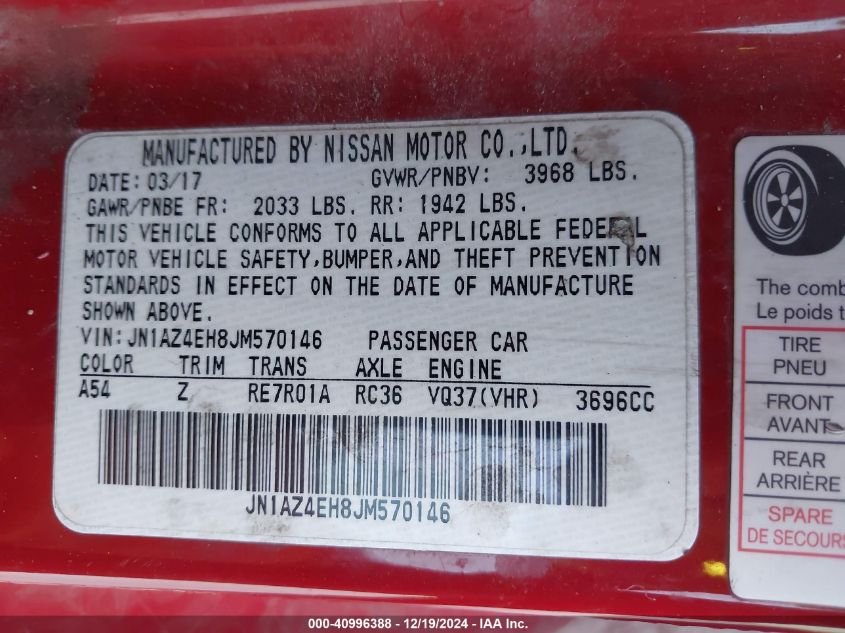 MANUFACTURED BY NISSAN MOTOR CO.,LTD.
DATE: 03/17 GVWR/PNBV: 3968 LBS.
GAWR/PNBE FR: 2033 LBS. RR: 1942 LBS.
THIS VEHICLE CONFORMS TO ALL APPLICABLE FEDERAL
MOTOR VEHICLE SAFETY,BUMPER,AND THEFT PREVENTION
STANDARDS IN EFFECT ON THE DATE OF MANUFACTURE
SHOWN ABOVE.
VIN:JN1AZ4EH8JM570146 PASSENGER CAR
COLOR TRIM TRANS AXLE ENGINE
A54 Z RE7R01A RC36 VQ37(VHR) 3696CC
JN1AZ4EH8JM570146
The comb
Le poids t
TIRE
PNEU
FRONT
AVANT
REAR
ARRIÈRE
SPARE
DE SECOURS
000-40996388 - 12/19/2024 - IAA Inc.